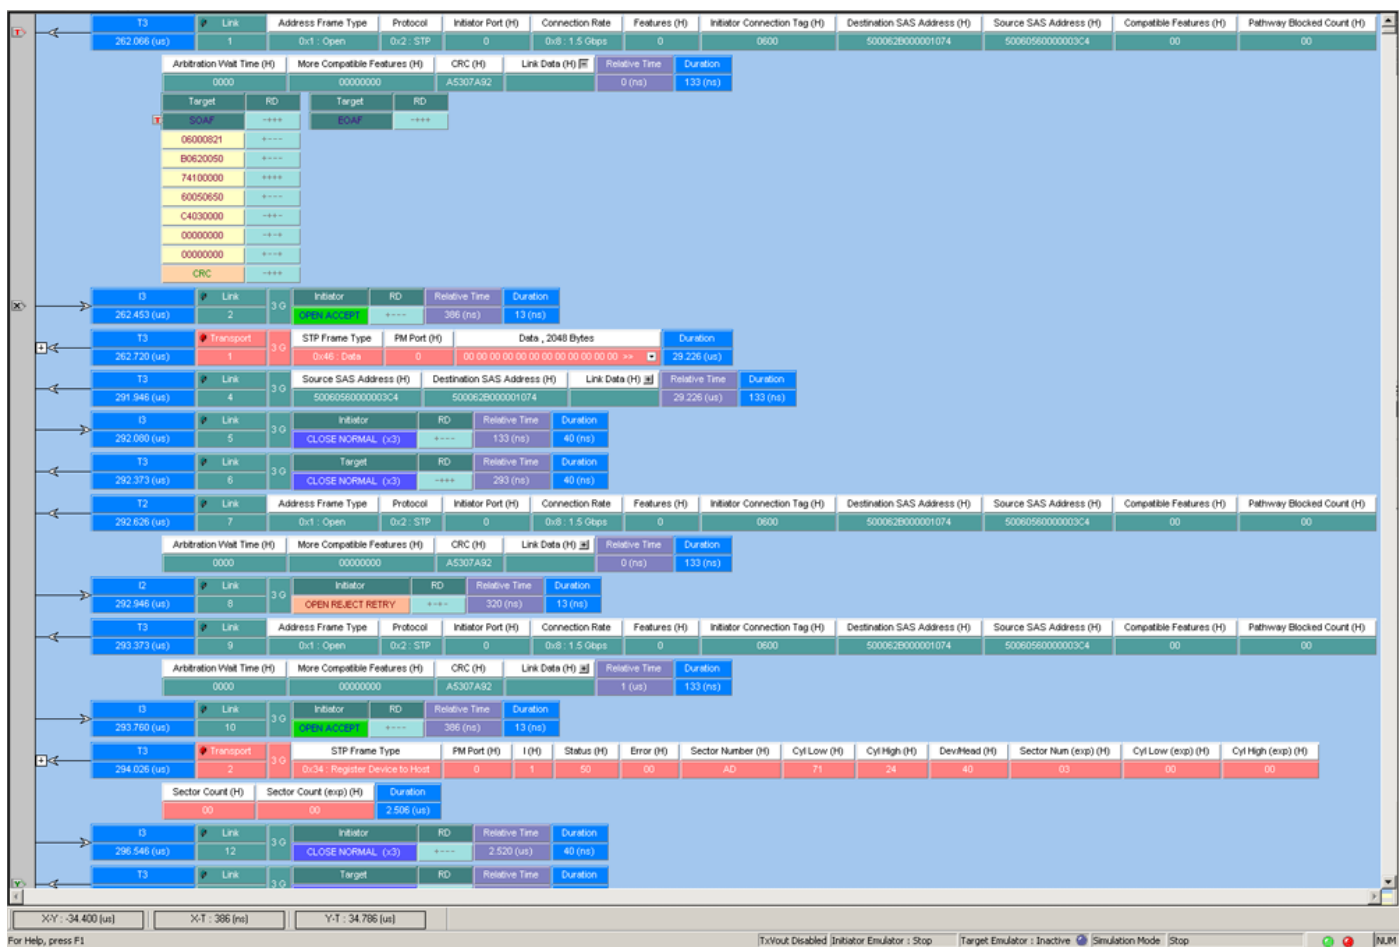 T3 Link Address Frame Type Protocol Initiator Port (H) Connection Rate Features (H) Initiator Connection Tag (H) Destination SAS Address (H) Source SAS Address (H) Compatible Features (H) Pathway Blocked Count (H)
262.066 (us) 1 0x1 : Open 0x2 : STP 0 0x8 : 1.5 Gbps 0 0600 500062B000001074 50060560000003C4 00 00
Arbitration Wait Time (H) More Compatible Features (H) CRC (H) Link Data (H) Relative Time Duration
0000 00000000 A5307A92 0 (ns) 133 (ns)
Target RD Target RD
SOAF -+++ EOAF -+++
06000821 +---
B0620050 +---
74100000 ++++
60050650 +---
C4030000 -++-
00000000 -+-+
00000000 +--+
CRC -+++
I3 Link 3 G Initiator RD Relative Time Duration
262.453 (us) 2 OPEN ACCEPT +--- 386 (ns) 13 (ns)
T3 Transport 3 G STP Frame Type PM Port (H) Data , 2048 Bytes Duration
262.720 (us) 1 0x46 : Data 0 00 00 00 00 00 00 00 00 00 00 00 00 00 >> 29.226 (us)
T3 Link 3 G Source SAS Address (H) Destination SAS Address (H) Link Data (H) Relative Time Duration
291.946 (us) 4 50060560000003C4 500062B000001074 29.226 (us) 133 (ns)
I3 Link 3 G Initiator RD Relative Time Duration
292.080 (us) 5 CLOSE NORMAL (x3) +--- 133 (ns) 40 (ns)
T3 Link 3 G Target RD Relative Time Duration
292.373 (us) 6 CLOSE NORMAL (x3) -+++ 293 (ns) 40 (ns)
T2 Link Address Frame Type Protocol Initiator Port (H) Connection Rate Features (H) Initiator Connection Tag (H) Destination SAS Address (H) Source SAS Address (H) Compatible Features (H) Pathway Blocked Count (H)
292.626 (us) 7 0x1 : Open 0x2 : STP 0 0x8 : 1.5 Gbps 0 0600 500062B000001074 50060560000003C4 00 00
Arbitration Wait Time (H) More Compatible Features (H) CRC (H) Link Data (H) Relative Time Duration
0000 00000000 A5307A92 0 (ns) 133 (ns)
I2 Link 3 G Initiator RD Relative Time Duration
292.946 (us) 8 OPEN REJECT RETRY +-+- 320 (ns) 13 (ns)
T3 Link Address Frame Type Protocol Initiator Port (H) Connection Rate Features (H) Initiator Connection Tag (H) Destination SAS Address (H) Source SAS Address (H) Compatible Features (H) Pathway Blocked Count (H)
293.373 (us) 9 0x1 : Open 0x2 : STP 0 0x8 : 1.5 Gbps 0 0600 500062B000001074 50060560000003C4 00 00
Arbitration Wait Time (H) More Compatible Features (H) CRC (H) Link Data (H) Relative Time Duration
0000 00000000 A5307A92 1 (us) 133 (ns)
I3 Link 3 G Initiator RD Relative Time Duration
293.760 (us) 10 OPEN ACCEPT +--- 386 (ns) 13 (ns)
T3 Transport 3 G STP Frame Type PM Port (H) I (H) Status (H) Error (H) Sector Number (H) Cyl Low (H) Cyl High (H) Dev/Head (H) Sector Num (exp) (H) Cyl Low (exp) (H) Cyl High (exp) (H)
294.026 (us) 2 0x34 : Register Device to Host 0 1 50 00 AD 71 24 40 03 00 00
Sector Count (H) Sector Count (exp) (H) Duration
00 00 2.506 (us)
I3 Link 3 G Initiator RD Relative Time Duration
296.546 (us) 12 CLOSE NORMAL (x3) +--- 2.520 (us) 40 (ns)
T3 Link 3 G Target RD Relative Time Duration
X-Y : -34.400 (us) X-T : 386 (ns) Y-T : 34.786 (us)
For Help, press F1 TxVout Disabled Initiator Emulator : Stop Target Emulator : Inactive Simulation Mode Stop NUM